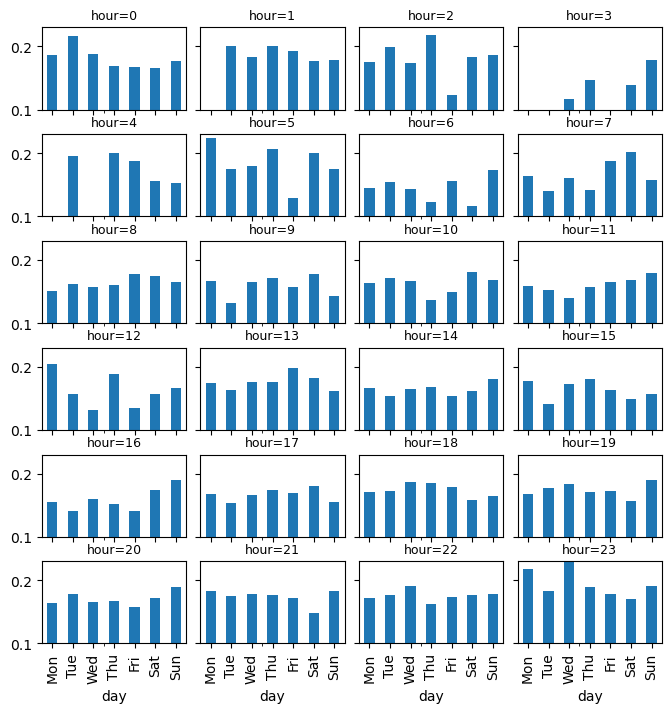 hour=0 hour=1 hour=2 hour=3
0.2
0.1
hour=4 hour=5 hour=6 hour=7
0.2
0.1
hour=8 hour=9 hour=10 hour=11
0.2
0.1
hour=12 hour=13 hour=14 hour=15
0.2
0.1
hour=16 hour=17 hour=18 hour=19
0.2
0.1
hour=20 hour=21 hour=22 hour=23
0.2
0.1
Mon Tue Wed Thu Fri Sat Sun Mon Tue Wed Thu Fri Sat Sun Mon Tue Wed Thu Fri Sat Sun Mon Tue Wed Thu Fri Sat Sun
day day day day